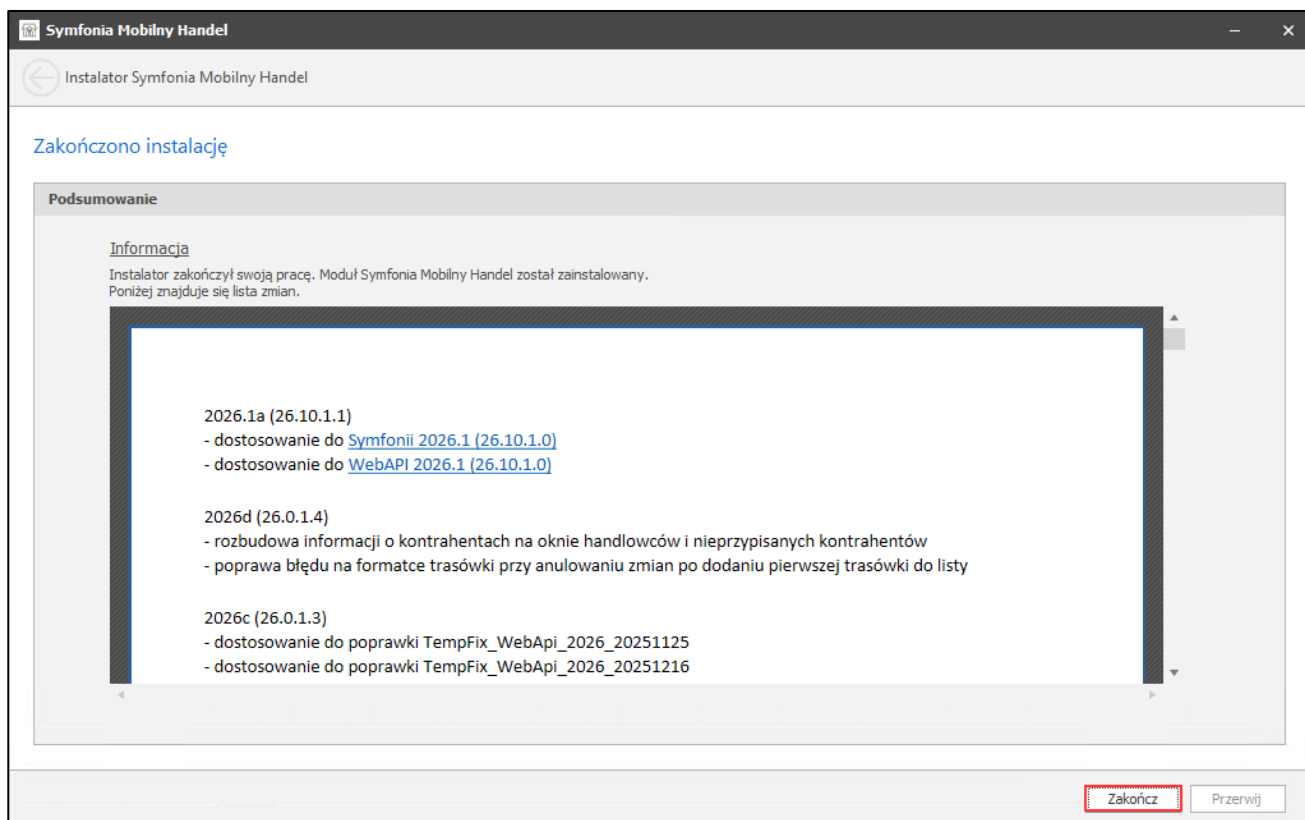 Symfonia Mobilny Handel
Instalator Symfonia Mobilny Handel
Zakończono instalację
Podsumowanie
Informacja
Instalator zakończył swoją pracę. Moduł Symfonia Mobilny Handel został zainstalowany.
Poniżej znajduje się lista zmian.
2026.1a (26.10.1.1)
- dostosowanie do Symfonii 2026.1 (26.10.1.0)
- dostosowanie do WebAPI 2026.1 (26.10.1.0)
2026d (26.0.1.4)
- rozbudowa informacji o kontrahentach na oknie handlowców i nieprzypisanych kontrahentów
- poprawa błędu na formatce trasówki przy anulowaniu zmian po dodaniu pierwszej trasówki do listy
2026c (26.0.1.3)
- dostosowanie do poprawki TempFix_WebApi_2026_20251125
- dostosowanie do poprawki TempFix_WebApi_2026_20251216
Zakończ
Przerwij